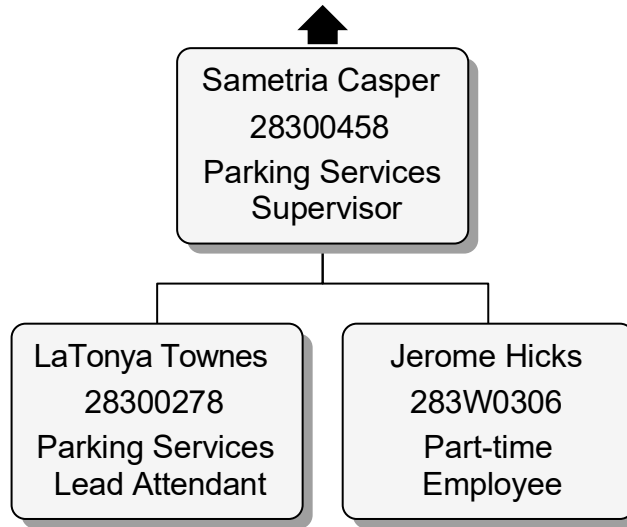 Sametria Casper
28300458
Parking Services
Supervisor
LaTonya Townes
28300278
Parking Services
Lead Attendant
Jerome Hicks
283W0306
Part-time
Employee